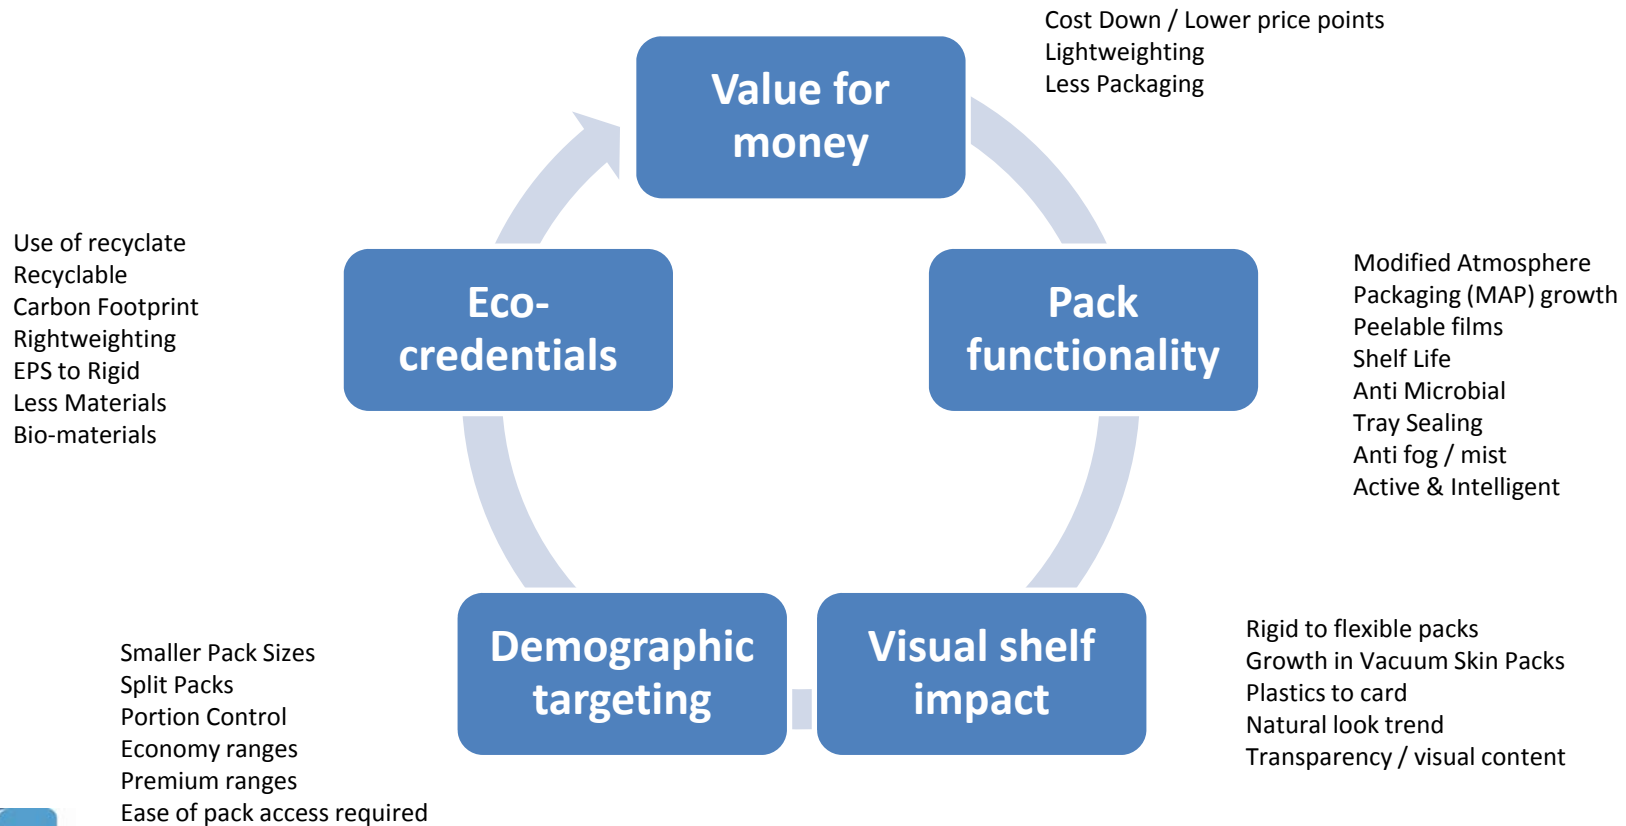 Cost Down / Lower price points
Lightweighting
Less Packaging
Value for
money
Use of recyclate
Recyclable
Carbon Footprint
Rightweighting
EPS to Rigid
Less Materials
Bio-materials
Eco-
credentials
Pack
functionality
Modified Atmosphere
Packaging (MAP) growth
Peelable films
Shelf Life
Anti Microbial
Tray Sealing
Anti fog / mist
Active & Intelligent
Smaller Pack Sizes
Split Packs
Portion Control
Economy ranges
Premium ranges
Ease of pack access required
Demographic
targeting
Visual shelf
impact
Rigid to flexible packs
Growth in Vacuum Skin Packs
Plastics to card
Natural look trend
Transparency / visual content